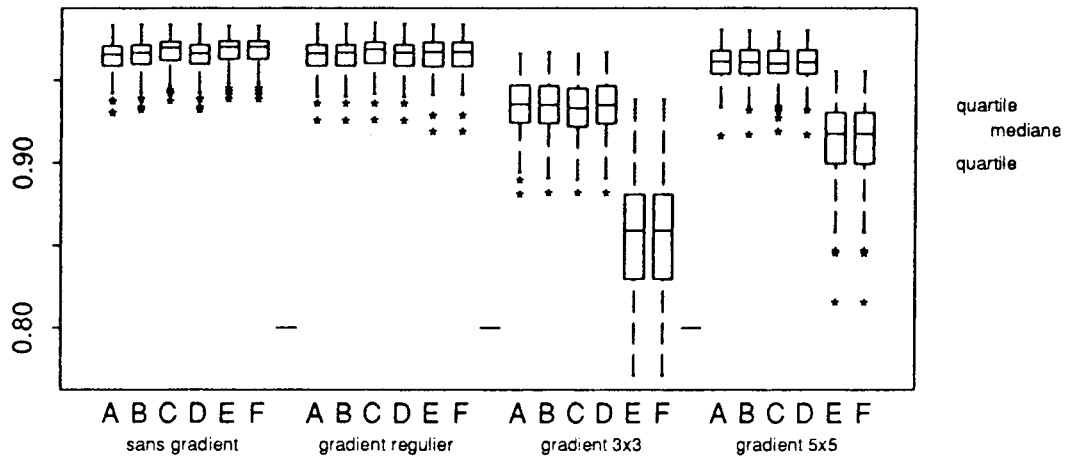 0.90
0.80
quartile
mediane
quartile
A B C D E F A B C D E F A B C D E F A B C D E F
sans gradient gradient regulier gradient 3x3 gradient 5x5